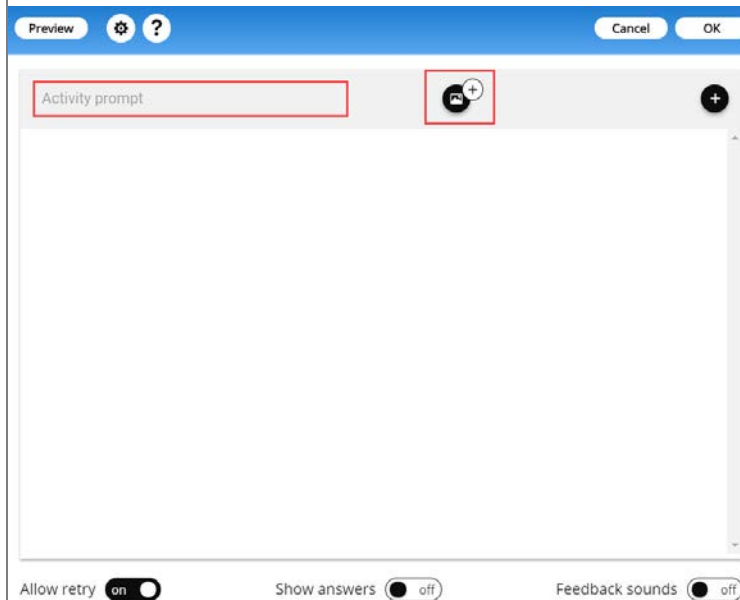 Preview ? Cancel OK
Activity prompt
Allow retry on Show answers off Feedback sounds off